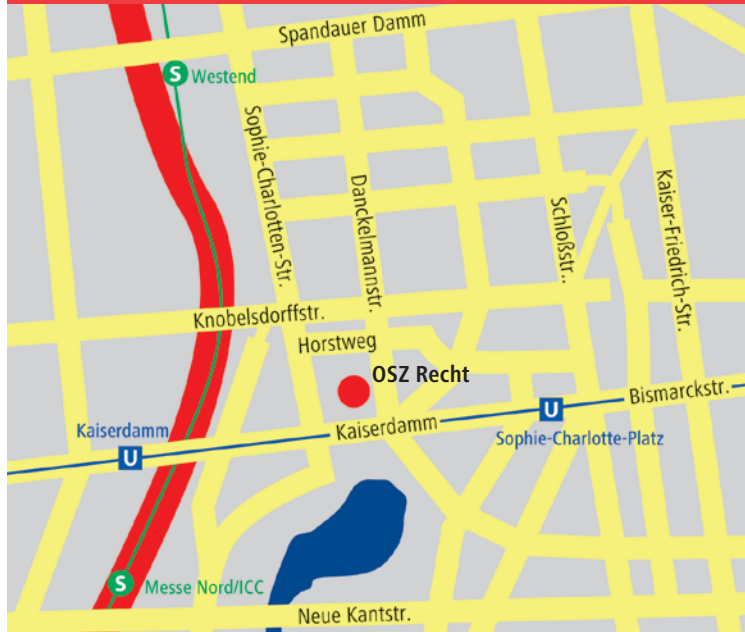 Spandauer Damm
S Westend
Sophie-Charlotten-Str.
Danckelmannstr.
Schloßstr..
Kaiser-Friedrich-Str.
Knobelsdorffstr.
Horstweg
OSZ Recht
Bismarckstr.
Kaiserdamm
U
Kaiserdamm
U
Sophie-Charlotte-Platz
S Messe Nord/ICC
Neue Kantstr.